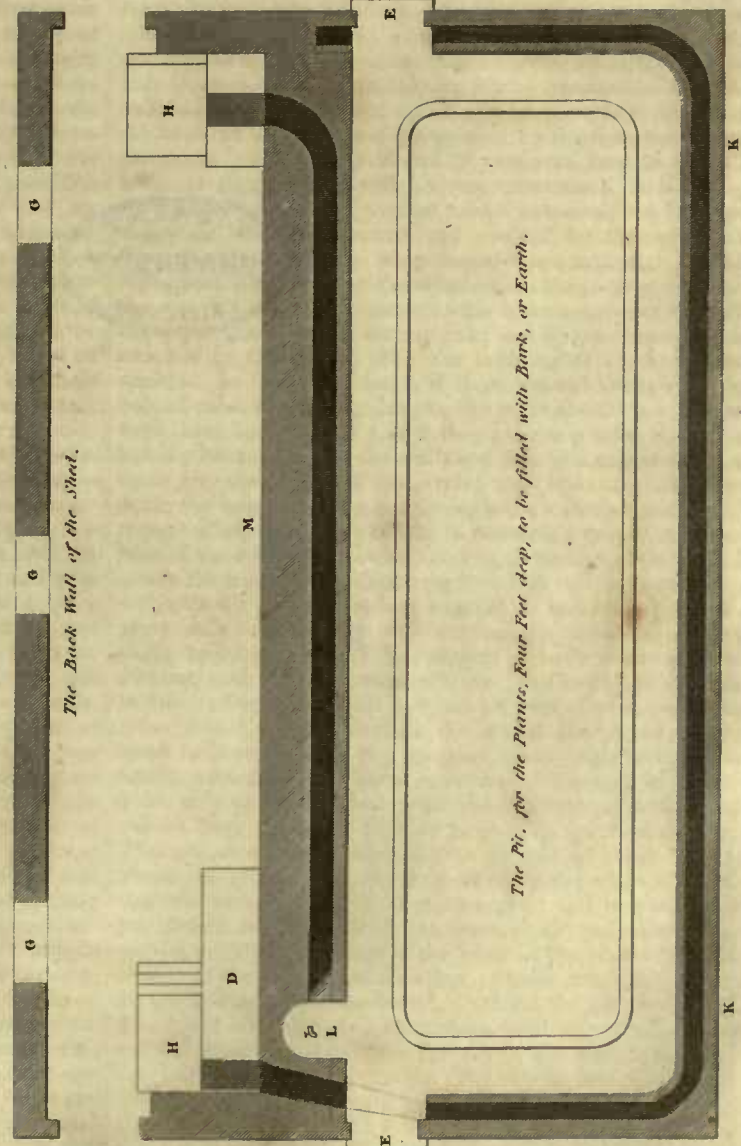 G G G
The Back Wall of the Shed.
H H
D
M
L
E E
The Pit, for the Plants, Four Feet deep, to be filled with Bark, or Earth.
K K